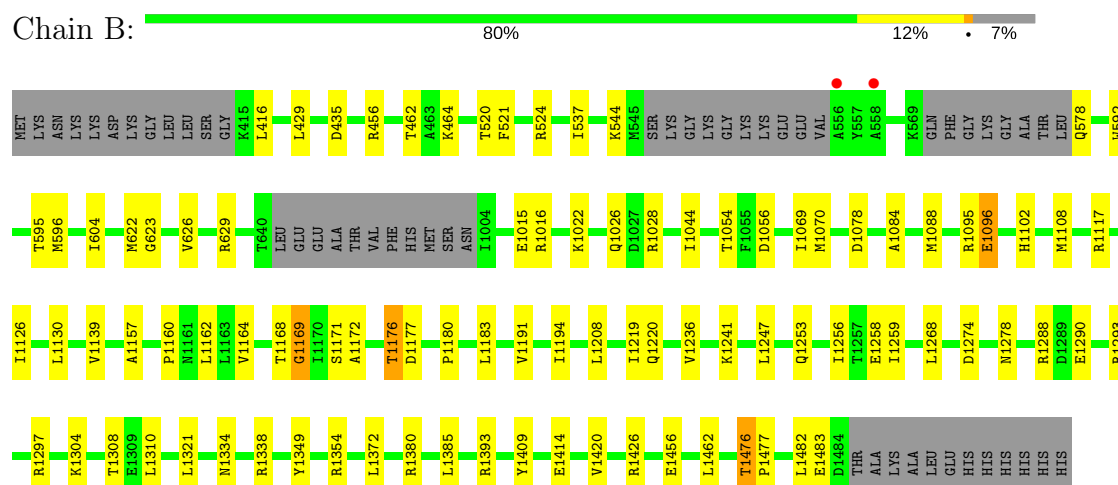 Chain B:
80% 12% • 7%
MET LYS ASN LYS LYS ASP LYS GLY LEU LEU SER GLY K415 L416 L429 D435 R456 T462 A463 K464 T520 F521 R524 I537 K544 M545 SER LYS GLY LYS GLY LYS LYS GLU GLU VAL A556 Y557 A558 K569 GLN PHE GLY LYS GLY ALA THR LEU Q578 W592
T595 M596 I604 M622 G623 V626 R629 T640 LEU GLU GLU ALA THR VAL PHE HIS MET SER ASN I1004 E1015 R1016 K1022 Q1026 D1027 R1028 I1044 T1054 F1055 D1056 I1069 M1070 D1078 A1084 M1088 R1095 E1096 H1102 M1108 R1117
I1126 L1130 V1139 A1157 P1160 N1161 L1162 L1163 V1164 T1168 G1169 I1170 S1171 A1172 T1176 D1177 P1180 L1183 V1191 I1194 L1208 I1219 Q1220 V1236 K1241 L1247 Q1253 I1256 T1257 E1258 I1259 L1268 D1274 N1278 R1288 D1289 E1290 R1293
R1297 K1304 T1308 E1309 L1310 L1321 N1334 R1338 Y1349 R1354 L1372 R1380 L1385 R1393 Y1409 E1414 V1420 R1426 E1456 L1462 T1476 P1477 L1482 E1483 D1484 THR ALA LYS ALA LEU GLU HIS HIS HIS HIS HIS HIS